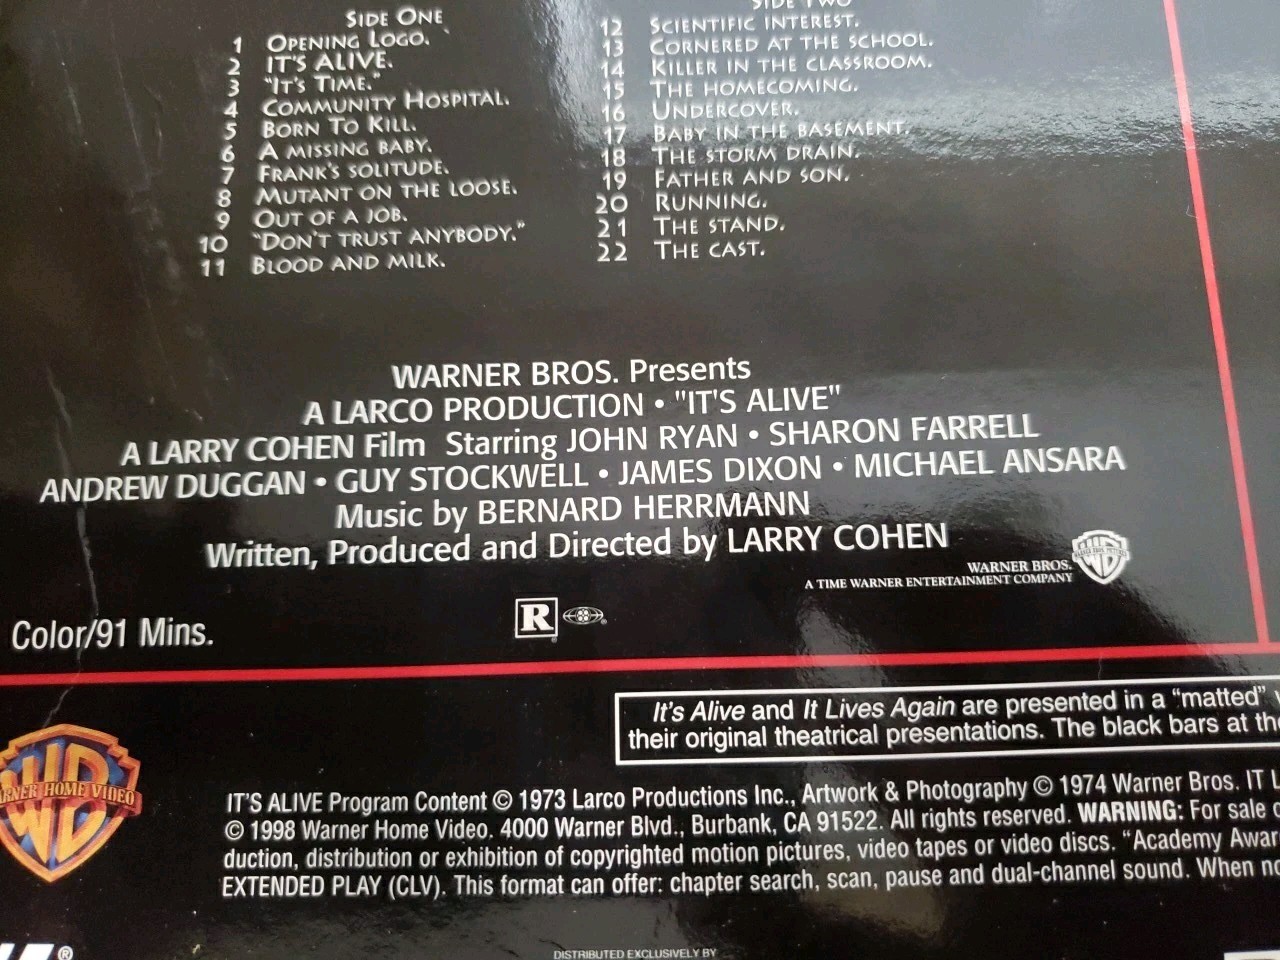 SIDE ONE
1 OPENING LOGO.
2 IT'S ALIVE.
3 "IT'S TIME."
4 COMMUNITY HOSPITAL.
5 BORN TO KILL.
6 A MISSING BABY.
7 FRANK'S SOLITUDE.
8 MUTANT ON THE LOOSE.
9 OUT OF A JOB.
10 "DON'T TRUST ANYBODY."
11 BLOOD AND MILK.
SIDE TWO
12 SCIENTIFIC INTEREST.
13 CORNERED AT THE SCHOOL.
14 KILLER IN THE CLASSROOM.
15 THE HOMECOMING.
16 UNDERCOVER.
17 BABY IN THE BASEMENT.
18 THE STORM DRAIN.
19 FATHER AND SON.
20 RUNNING.
21 THE STAND.
22 THE CAST.
WARNER BROS. Presents
A LARCO PRODUCTION • "IT'S ALIVE"
A LARRY COHEN Film Starring JOHN RYAN • SHARON FARRELL
ANDREW DUGGAN • GUY STOCKWELL • JAMES DIXON • MICHAEL ANSARA
Music by BERNARD HERRMANN
Written, Produced and Directed by LARRY COHEN
WARNER BROS.
A TIME WARNER ENTERTAINMENT COMPANY
Color/91 Mins.
R
It's Alive and It Lives Again are presented in a "matted"
their original theatrical presentations. The black bars at the
WARNER HOME VIDEO
IT'S ALIVE Program Content © 1973 Larco Productions Inc., Artwork & Photography © 1974 Warner Bros. IT
© 1998 Warner Home Video. 4000 Warner Blvd., Burbank, CA 91522. All rights reserved. WARNING: For sale
duction, distribution or exhibition of copyrighted motion pictures, video tapes or video discs. "Academy
EXTENDED PLAY (CLV). This format can offer: chapter search, scan, pause and dual-channel sound. When
DISTRIBUTED EXCLUSIVELY BY